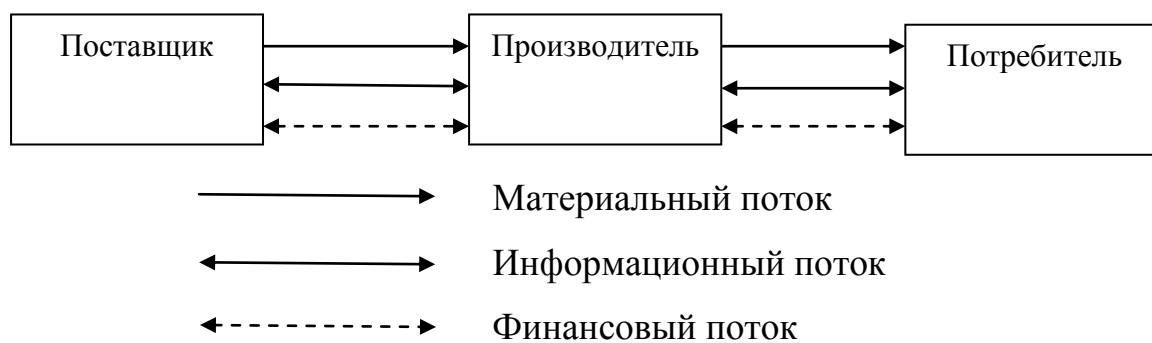 Поставщик
Производитель
Потребитель
Материальный поток
Информационный поток
Финансовый поток